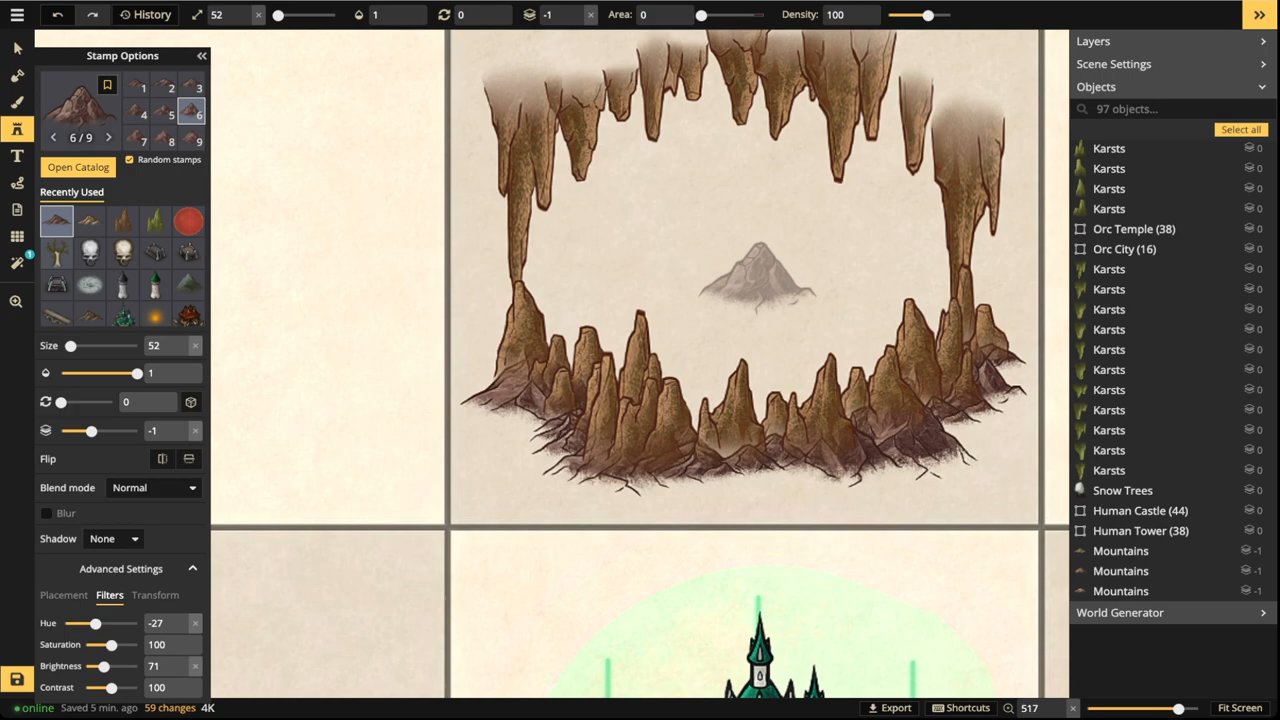 History 52 × 1 0 -1 × Area: 0 Density: 100
Stamp Options
1 2 3
4 5 6
6 / 9
7 8 9
Open Catalog Random stamps
Recently Used
1
Size 52 ×
1
0
-1 ×
Flip
Blend mode Normal
Blur
Shadow None
Advanced Settings
Placement Filters Transform
Hue -27 ×
Saturation 100
Brightness 71 ×
Contrast 100
Layers
Scene Settings
Objects
97 objects...
Select all
Karsts 0
Karsts 0
Karsts 0
Karsts 0
Orc Temple (38) 0
Orc City (16) 0
Karsts 0
Karsts 0
Karsts 0
Karsts 0
Karsts 0
Karsts 0
Karsts 0
Karsts 0
Karsts 0
Karsts 0
Karsts 0
Snow Trees 0
Human Castle (44) 0
Human Tower (38) 0
Mountains -1
Mountains -1
Mountains -1
World Generator
online Saved 5 min. ago 59 changes 4K Export Shortcuts 517 × Fit Screen